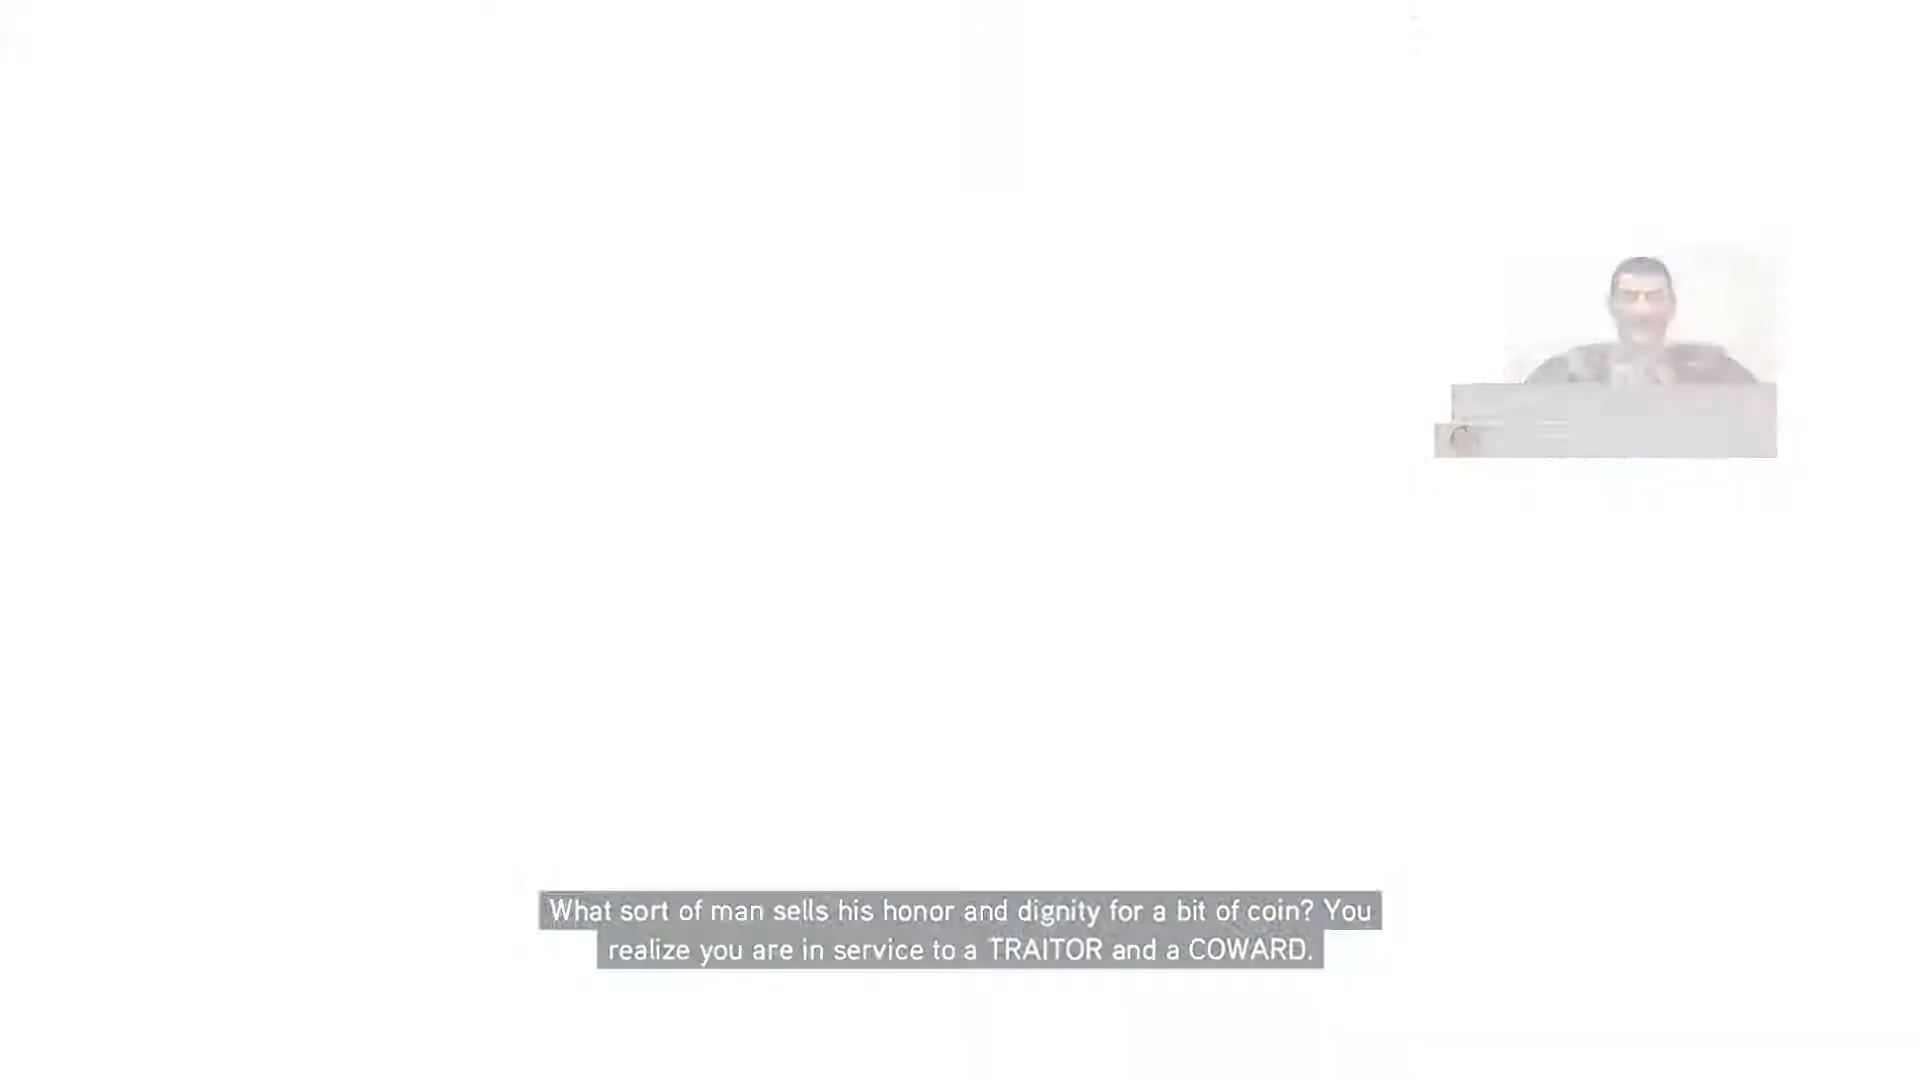 What sort of man sells his honor and dignity for a bit of coin? You
realize you are in service to a TRAITOR and a COWARD.